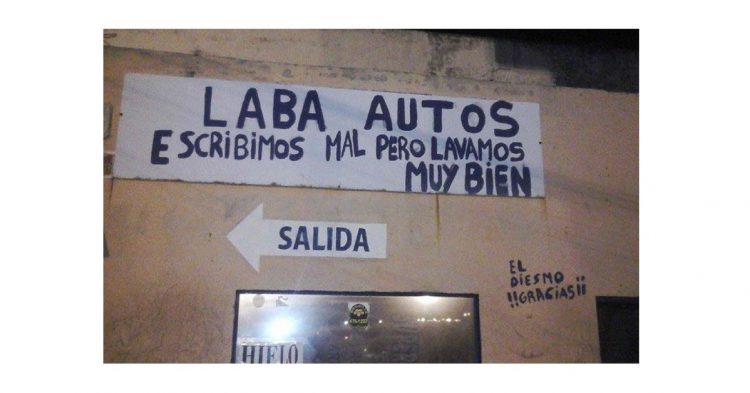 LABA AUTOS
ESCRIBIMOS MAL PERO LAVAMOS
MUY BIEN
SALIDA
EL
DIESMO
!!GRACIAS!!
HIELO